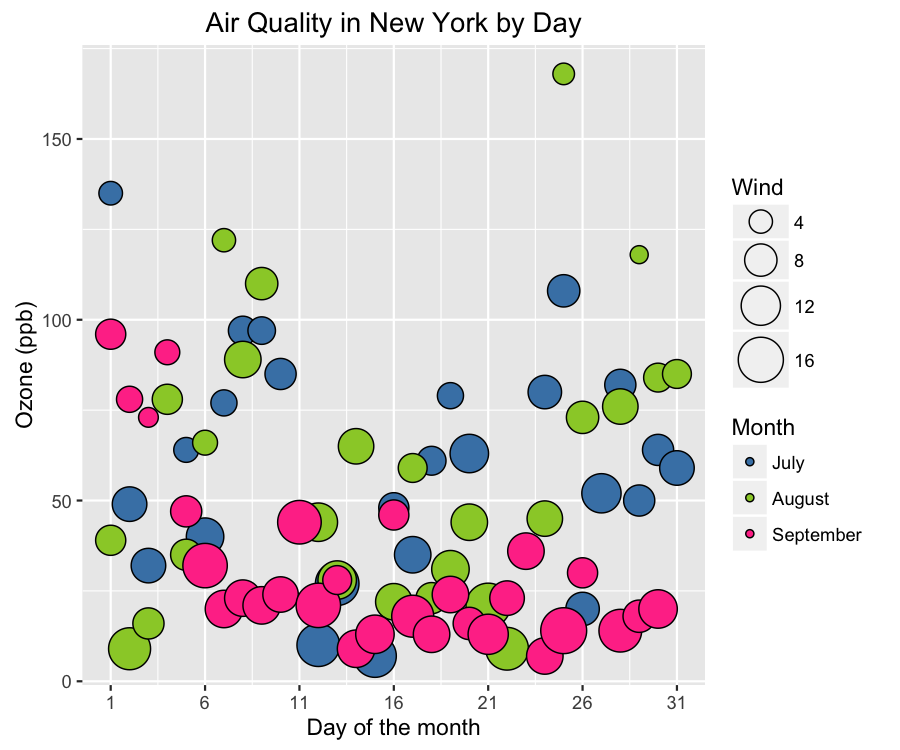 Air Quality in New York by Day
150
100
50
0
Ozone (ppb)
1 6 11 16 21 26 31
Day of the month
Wind
4
8
12
16
Month
July
August
September